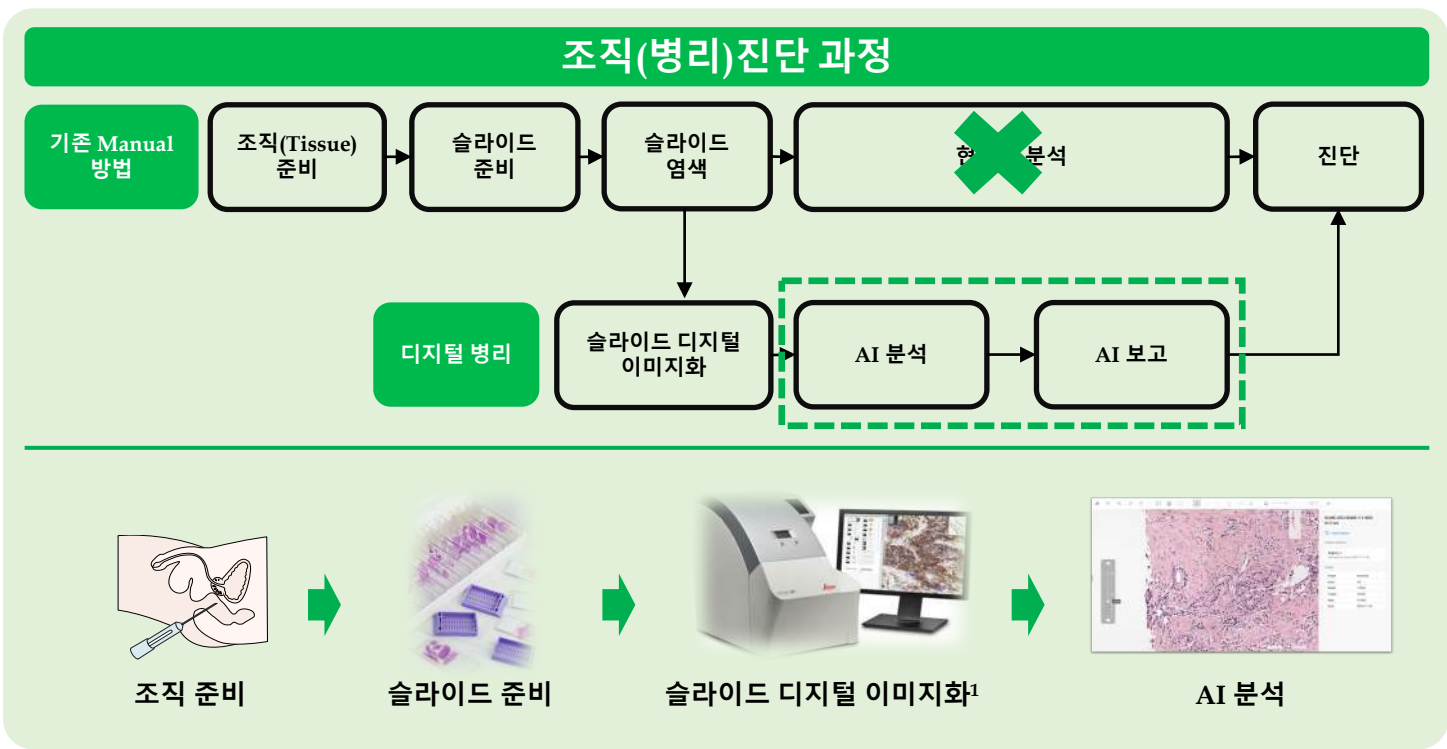 조직(병리)진단 과정
기존 Manual
방법
조직(Tissue)
준비
슬라이드
준비
슬라이드
염색
분석
진단
디지털 병리
슬라이드 디지털
이미지화
AI 분석
AI 보고
조직 준비
슬라이드 준비
슬라이드 디지털 이미지화1
AI 분석